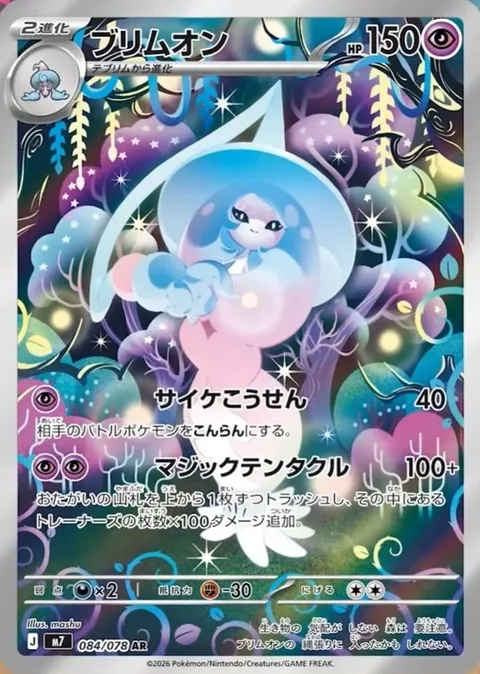 2進化 ブリムオン HP 150
テブリムから進化
サイケこうせん 40
相手のバトルポケモンをこんらんにする。
マジックテンタクル 100+
おたがいの山札を上から1枚ずつトラッシュし、その中にある
トレーナーズの枚数×100ダメージ追加。
弱点 ×2 抵抗力 -30 にげる
Illus. mashu
J m7 084/078 AR
生き物の 気配が しない 森は 要注意。
ブリムオンの 縄張りに 入ったかも しれない。
©2026 Pokémon/Nintendo/Creatures/GAME FREAK.